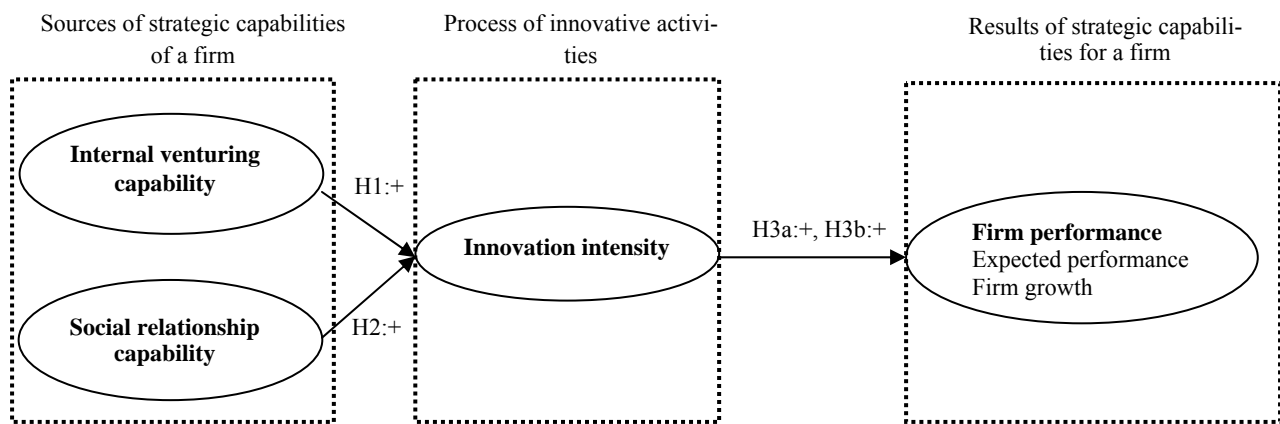 Sources of strategic capabilities
of a firm
Process of innovative activi-
ties
Results of strategic capabili-
ties for a firm
Internal venturing
capability
H1:+
Social relationship
capability
H2:+
Innovation intensity
H3a:+, H3b:+
Firm performance
Expected performance
Firm growth